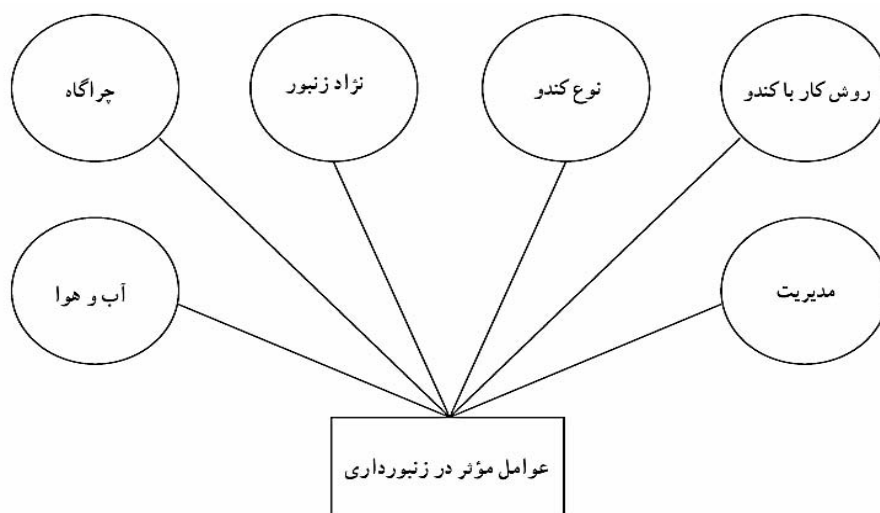 روش کار با کندو
نوع کندو
نژاد زنبور
چراگاه
مدیریت
آب و هوا
عوامل مؤثر در زنبورداری